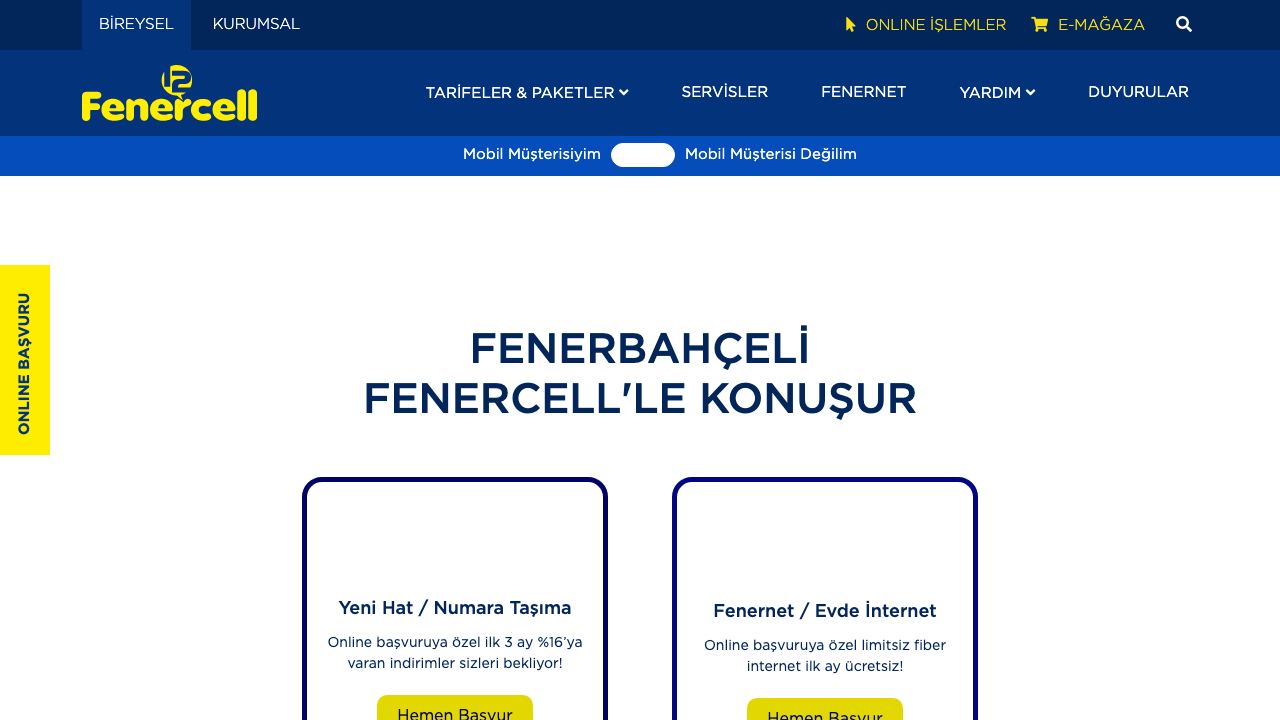 BİREYSEL
KURUMSAL
ONLINE İŞLEMLER
E-MAĞAZA
Fenercell
TARİFELER & PAKETLER
SERVİSLER
FENERNET
YARDIM
DUYURULAR
Mobil Müşterisiyim
Mobil Müşterisi Değilim
ONLINE BAŞVURU
FENERBAHÇELİ
FENERCELL'LE KONUŞUR
Yeni Hat / Numara Taşıma
Online başvuruya özel ilk 3 ay %16’ya
varan indirimler sizleri bekliyor!
Hemen Başvur
Fenernet / Evde İnternet
Online başvuruya özel limitsiz fiber
internet ilk ay ücretsiz!
Hemen Başvur